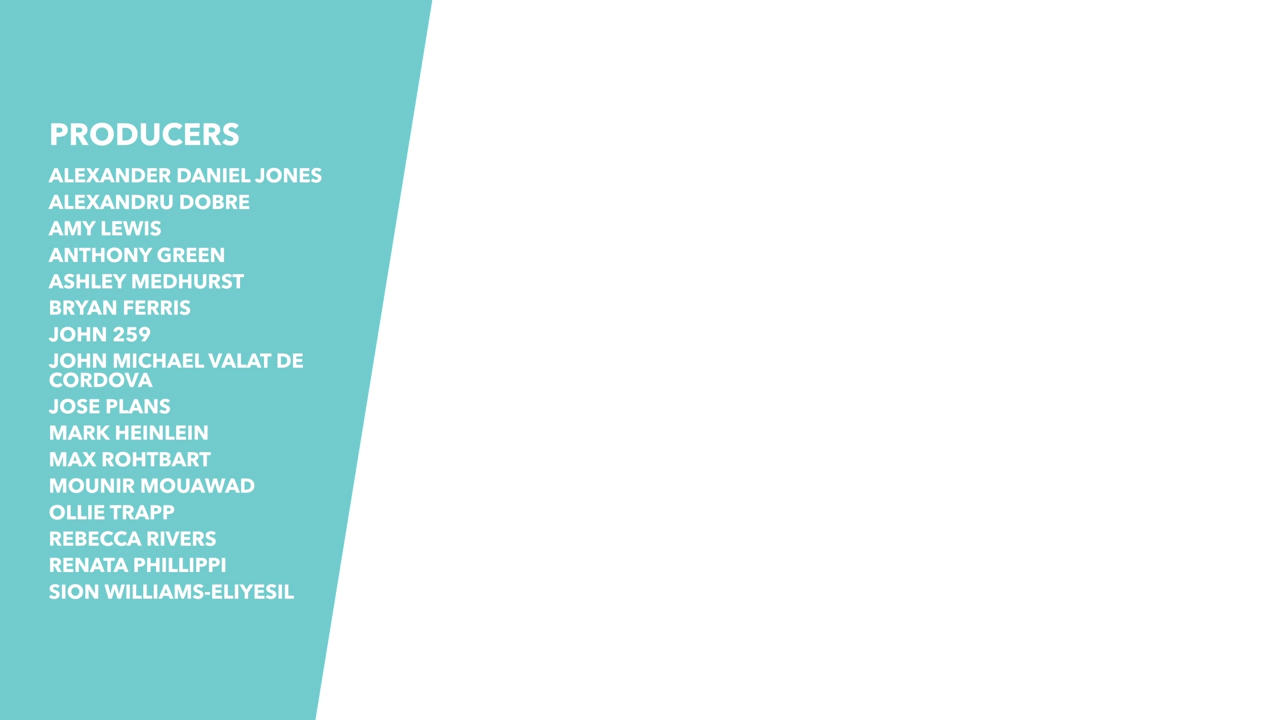 PRODUCERS
ALEXANDER DANIEL JONES
ALEXANDRU DOBRE
AMY LEWIS
ANTHONY GREEN
ASHLEY MEDHURST
BRYAN FERRIS
JOHN 259
JOHN MICHAEL VALAT DE
CORDOVA
JOSE PLANS
MARK HEINLEIN
MAX ROHTBART
MOUNIR MOUAWAD
OLLIE TRAPP
REBECCA RIVERS
RENATA PHILLIPPI
SION WILLIAMS-ELIYESIL